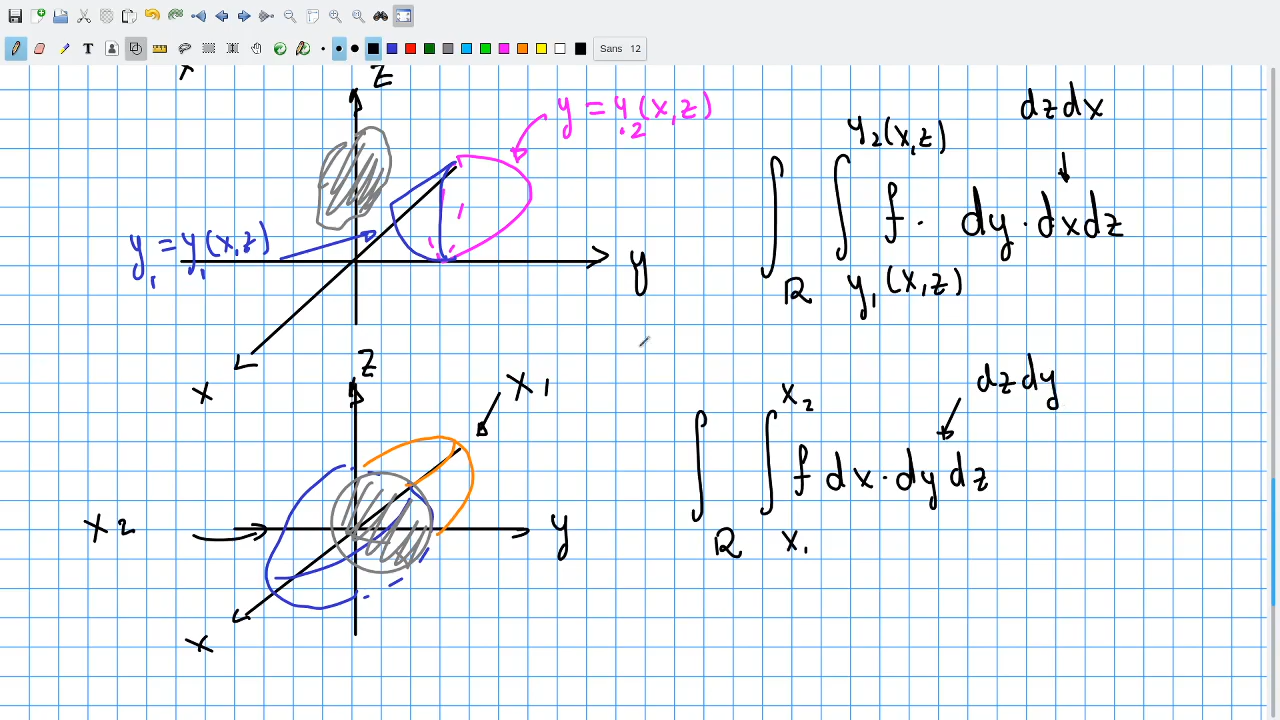 Sans 12
x
z
y = y₂(x,z)
y₁ = y₁(x,z)
y
x
dz dx
∫ ∫ f · dy · dx dz
y₂(x,z)
R y₁(x,z)
z
x1
x2
y
x
dz dy
x₂
∫ ∫ f dx · dy dz
R x₁